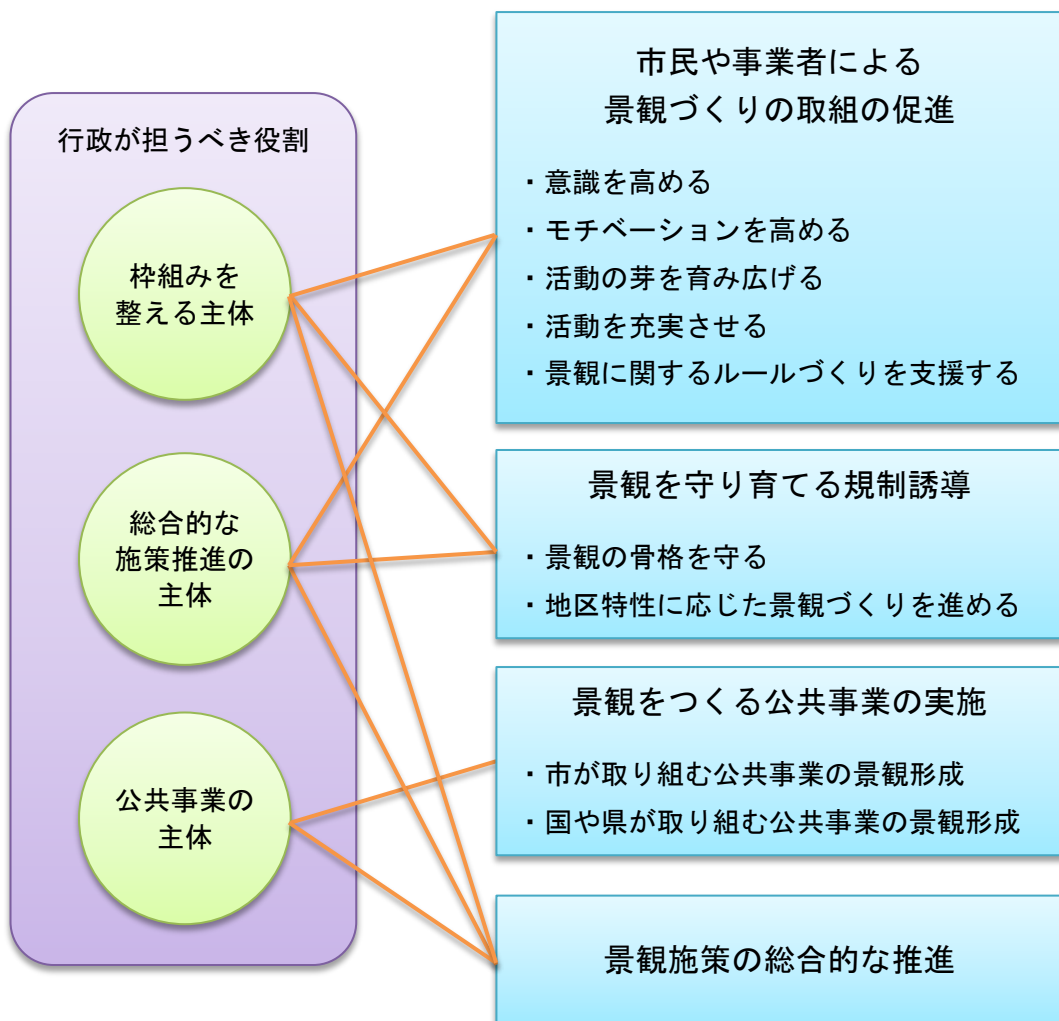 行政が担うべき役割
枠組みを
整える主体
総合的な
施策推進の
主体
公共事業の
主体
市民や事業者による
景観づくりの取組の促進
・意識を高める
・モチベーションを高める
・活動の芽を育み広げる
・活動を充実させる
・景観に関するルールづくりを支援する
景観を守り育てる規制誘導
・景観の骨格を守る
・地区特性に応じた景観づくりを進める
景観をつくる公共事業の実施
・市が取り組む公共事業の景観形成
・国や県が取り組む公共事業の景観形成
景観施策の総合的な推進